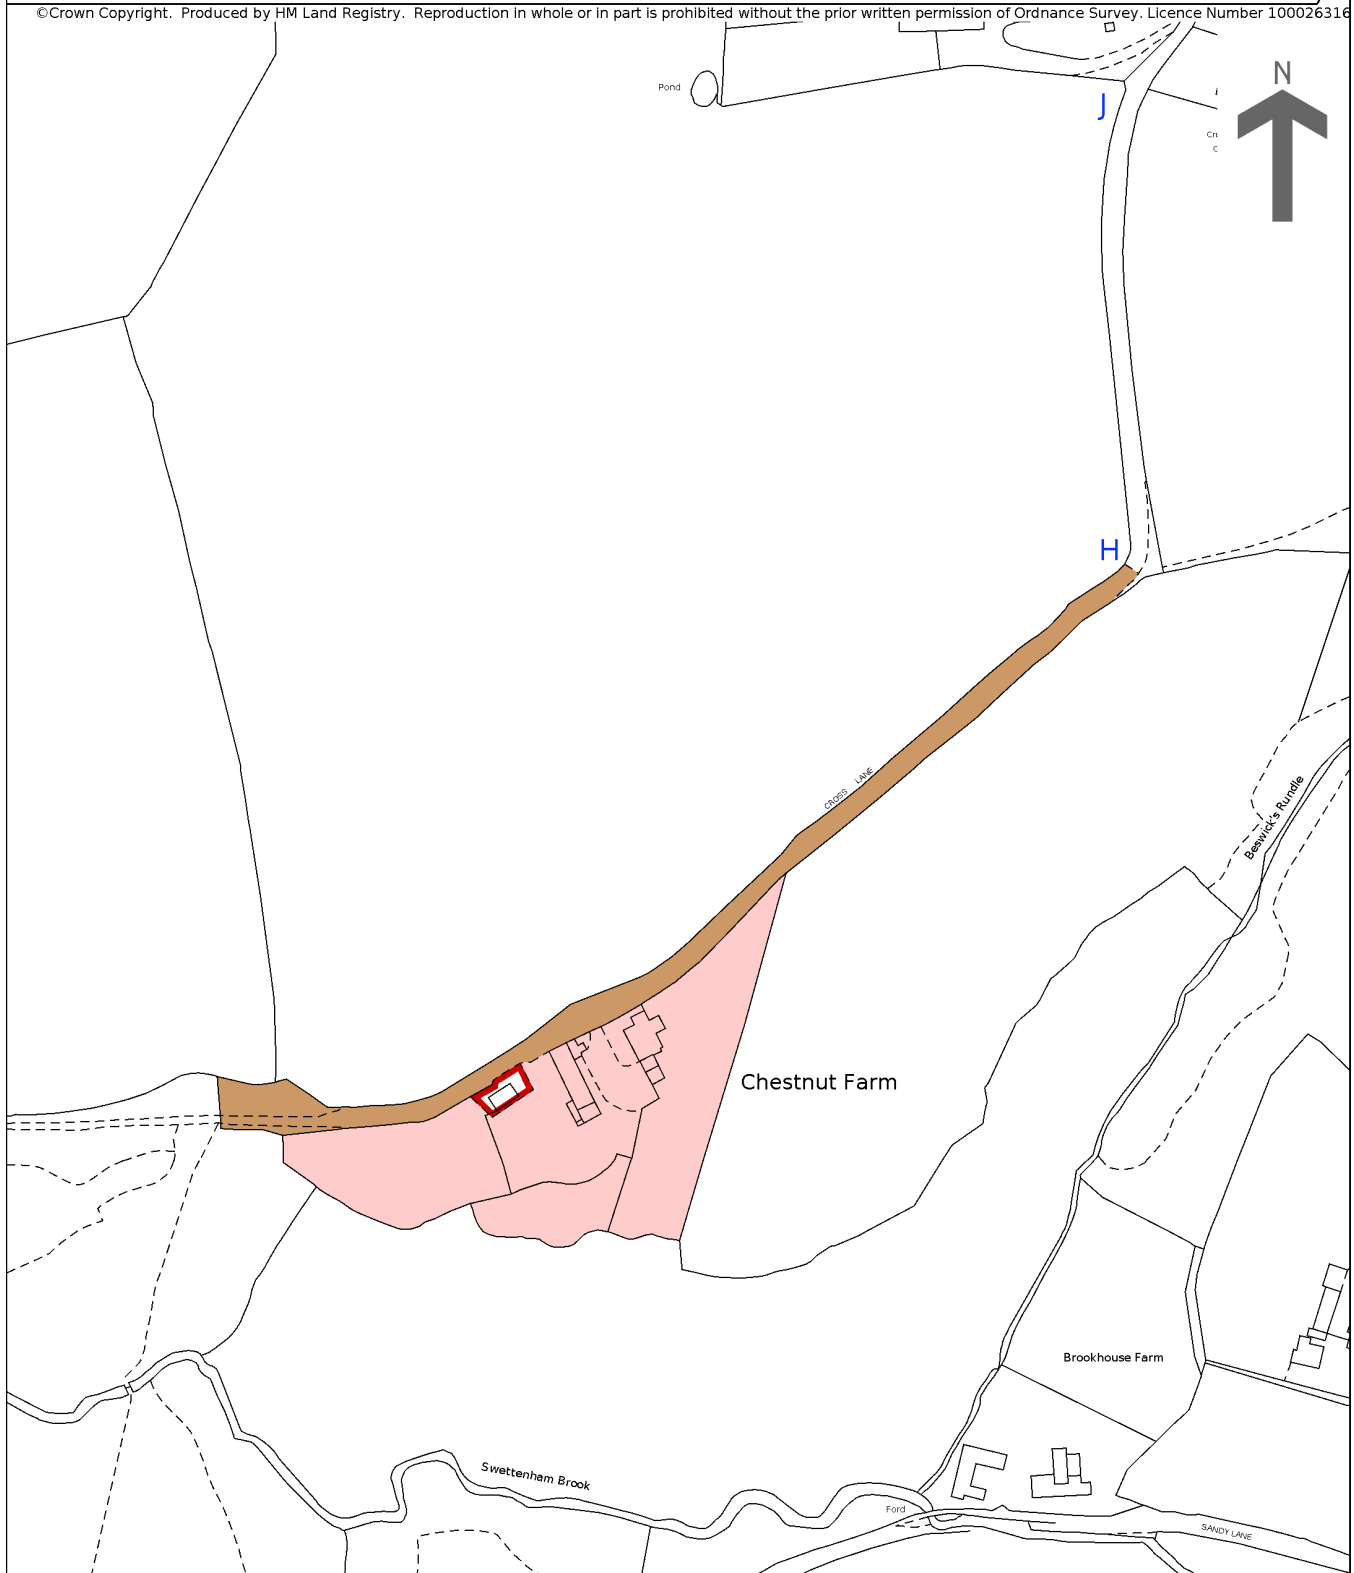 ©Crown Copyright. Produced by HM Land Registry. Reproduction in whole or in part is prohibited without the prior written permission of Ordnance Survey. Licence Number 100026316
N
Pond
J
H
CROSS LANE
Beswick's Rundle
Chestnut Farm
Brookhouse Farm
Swettenham Brook
Ford
SANDY LANE